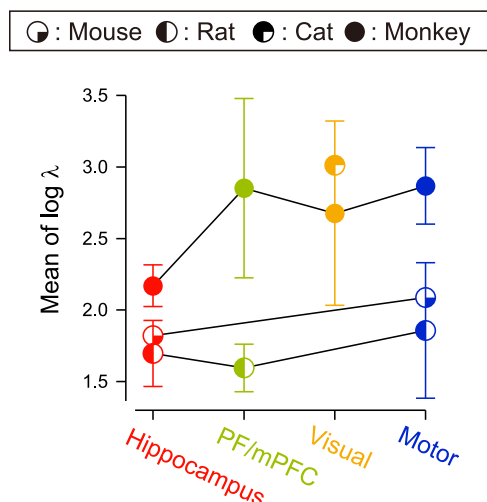 : Mouse : Rat : Cat : Monkey
3.5
3.0
2.5
2.0
1.5
Mean of log λ
Hippocampus
PF/mPFC
Visual
Motor